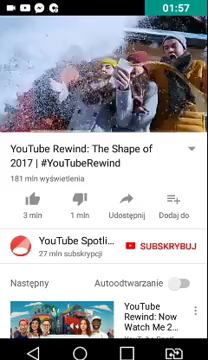 01:57
YouTube Rewind: The Shape of
2017 | #YouTubeRewind
181 mln wyświetlenia
3 mln
1 mln
Udostępnij
Dodaj do
YouTube Spotli...
27 mln subskrypcji
SUBSKRYBUJ
Następny
Autoodtwarzanie
YouTube
Rewind: Now
Watch Me 2...